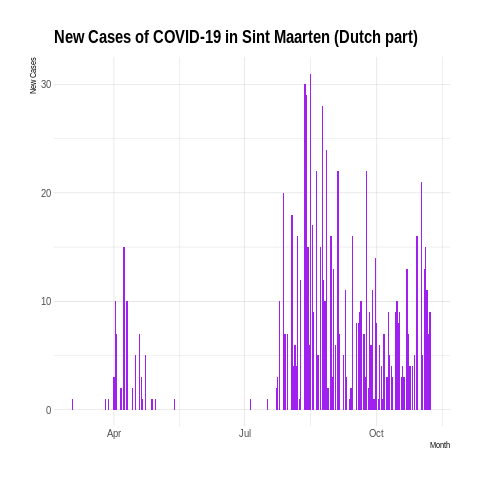 New Cases of COVID-19 in Sint Maarten (Dutch part)
New Cases
30
20
10
0
Apr
Jul
Oct
Month